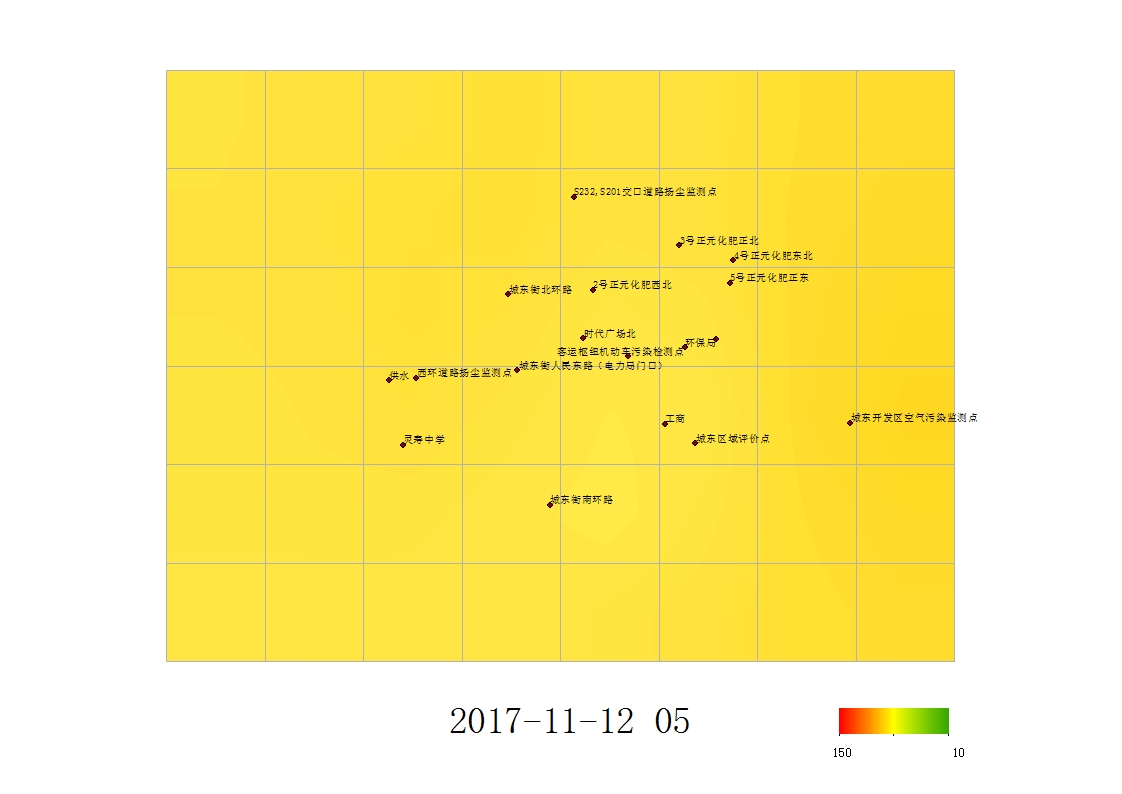 S232,S201交口道路扬尘监测点
3号正元化肥正北
4号正元化肥东北
5号正元化肥正东
2号正元化肥西北
城东街北环路
时代广场北
环保局
客运枢纽机动车污染检测点
城东街人民东路（电力局门口）
供水
西环道路扬尘监测点
工商
城东开发区空气污染监测点
城东区域评价点
灵寿中学
城东街南环路
2017-11-12 05
150
10